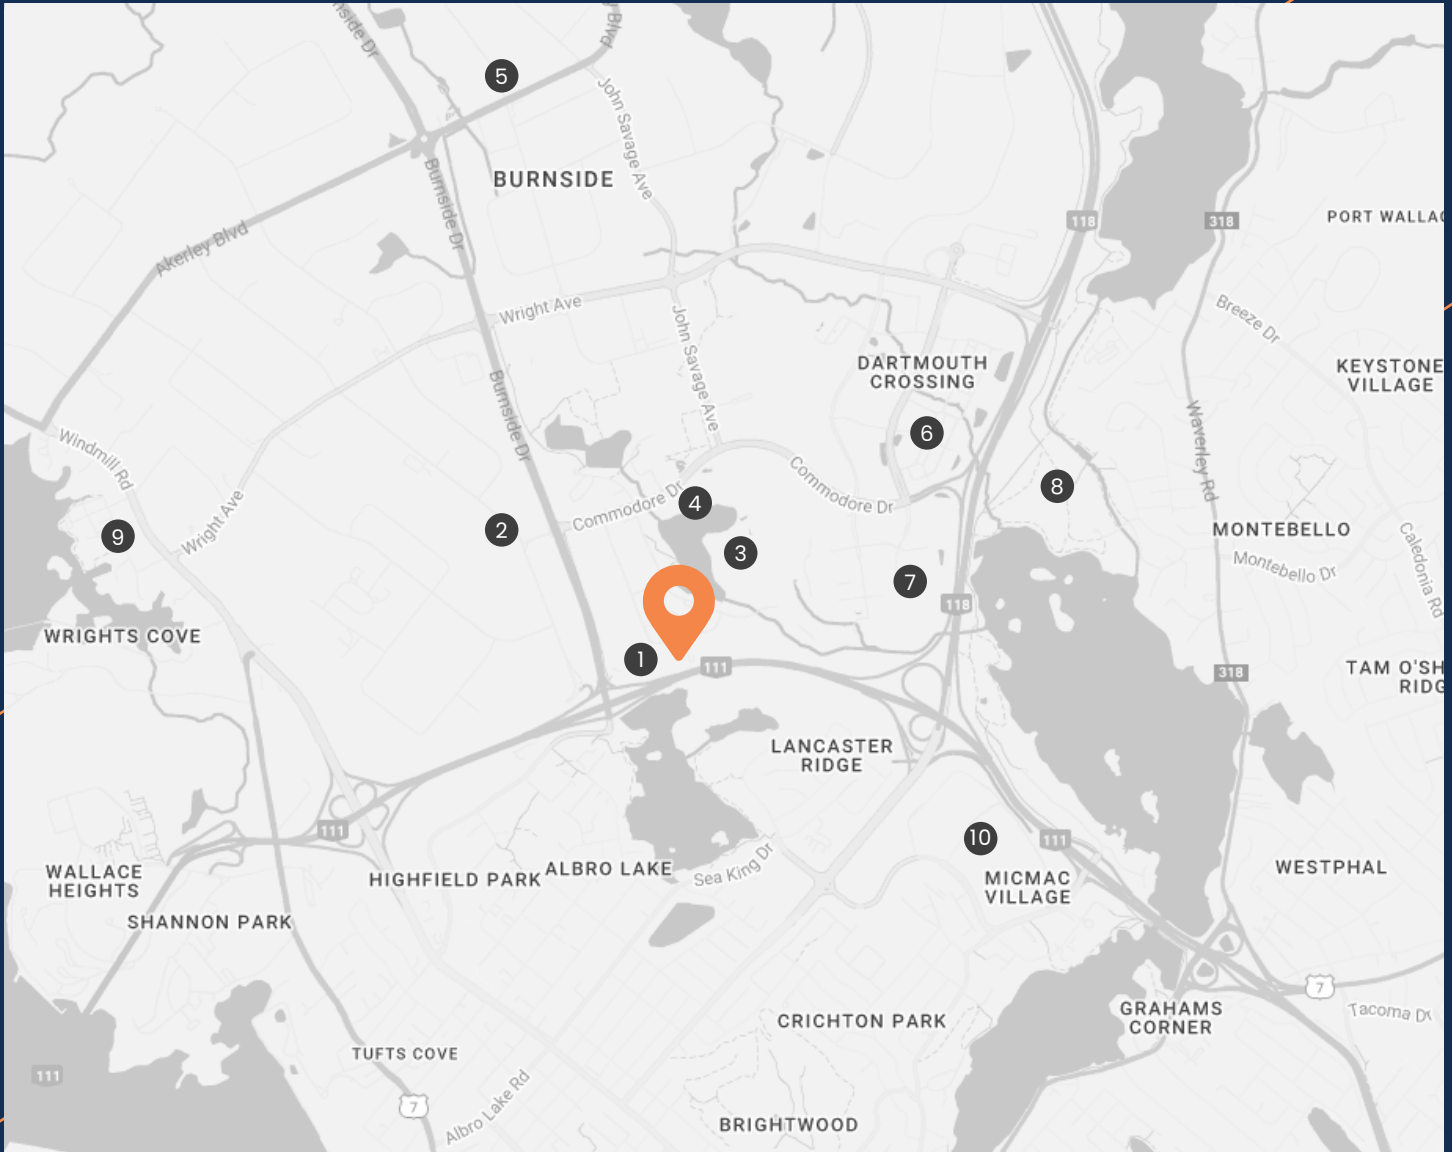 nside Dr
Blvd
5
John Savage Ave
BURNSIDE
Burnside Dr
118
318
PORT WALLAC
Akerley Blvd
Wright Ave
Breeze Dr
John Savage Ave
DARTMOUTH
CROSSING
KEYSTONE
VILLAGE
Burnside Dr
6
Windmill Rd
Waverley Rd
Commodore Dr
8
Commodore Dr
4
Wright Ave
9
2
3
MONTEBELLO
Montebello Dr
Caledonia Rd
7
118
WRIGHTS COVE
1
111
318
TAM O'SH
RIDG
LANCASTER
RIDGE
111
10
111
Sea King Dr
WALLACE
HEIGHTS
HIGHFIELD PARK
ALBRO LAKE
MICMAC
VILLAGE
WESTPHAL
SHANNON PARK
7
CRICHTON PARK
GRAHAMS
CORNER
Tacoma Dr
TUFTS COVE
111
7
Albro Lake Rd
BRIGHTWOOD